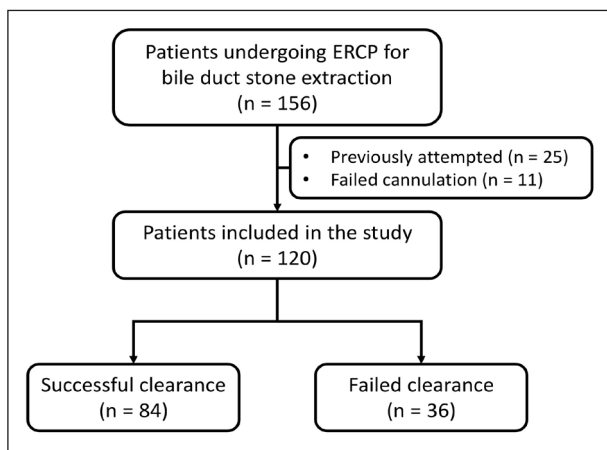 Patients undergoing ERCP for
bile duct stone extraction
(n = 156)
• Previously attempted (n = 25)
• Failed cannulation (n = 11)
Patients included in the study
(n = 120)
Successful clearance
(n = 84)
Failed clearance
(n = 36)